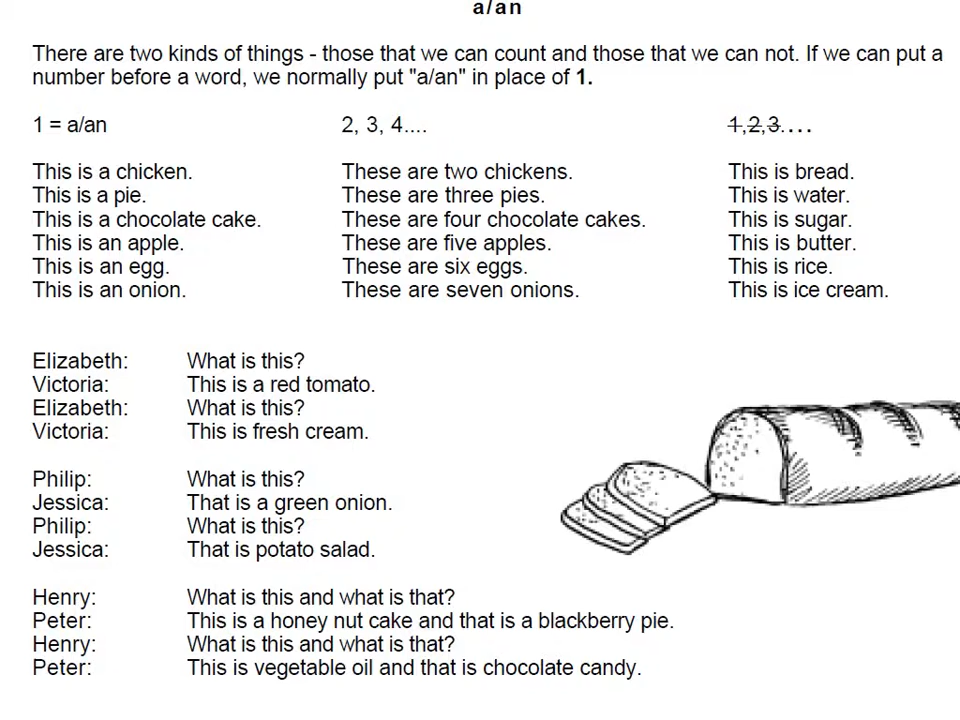 a/an
There are two kinds of things - those that we can count and those that we can not. If we can put a
number before a word, we normally put "a/an" in place of 1.
1 = a/an 2, 3, 4.... 1,2,3....
This is a chicken. These are two chickens. This is bread.
This is a pie. These are three pies. This is water.
This is a chocolate cake. These are four chocolate cakes. This is sugar.
This is an apple. These are five apples. This is butter.
This is an egg. These are six eggs. This is rice.
This is an onion. These are seven onions. This is ice cream.
Elizabeth: What is this?
Victoria: This is a red tomato.
Elizabeth: What is this?
Victoria: This is fresh cream.
Philip: What is this?
Jessica: That is a green onion.
Philip: What is this?
Jessica: That is potato salad.
Henry: What is this and what is that?
Peter: This is a honey nut cake and that is a blackberry pie.
Henry: What is this and what is that?
Peter: This is vegetable oil and that is chocolate candy.